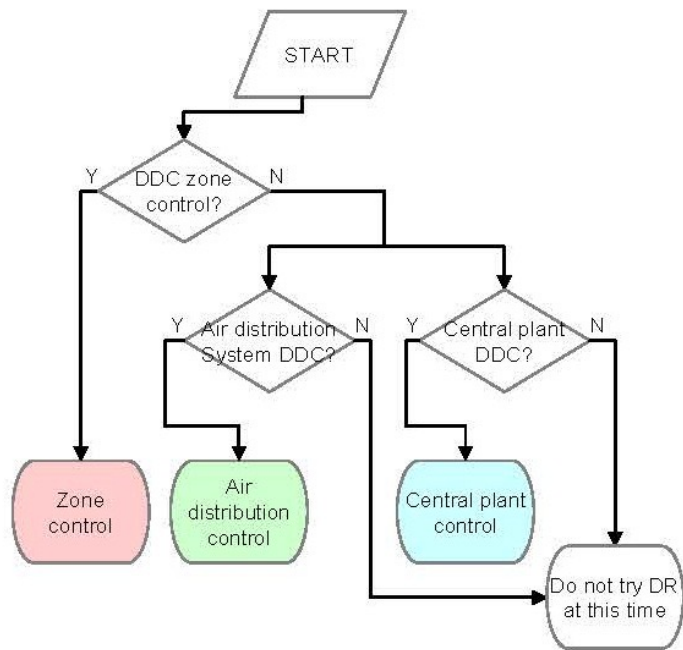 START
Y
DDC zone
control?
N
Y
Air distribution
System DDC?
N
Y
Central plant
DDC?
N
Zone
control
Air
distribution
control
Central plant
control
Do not try DR
at this time